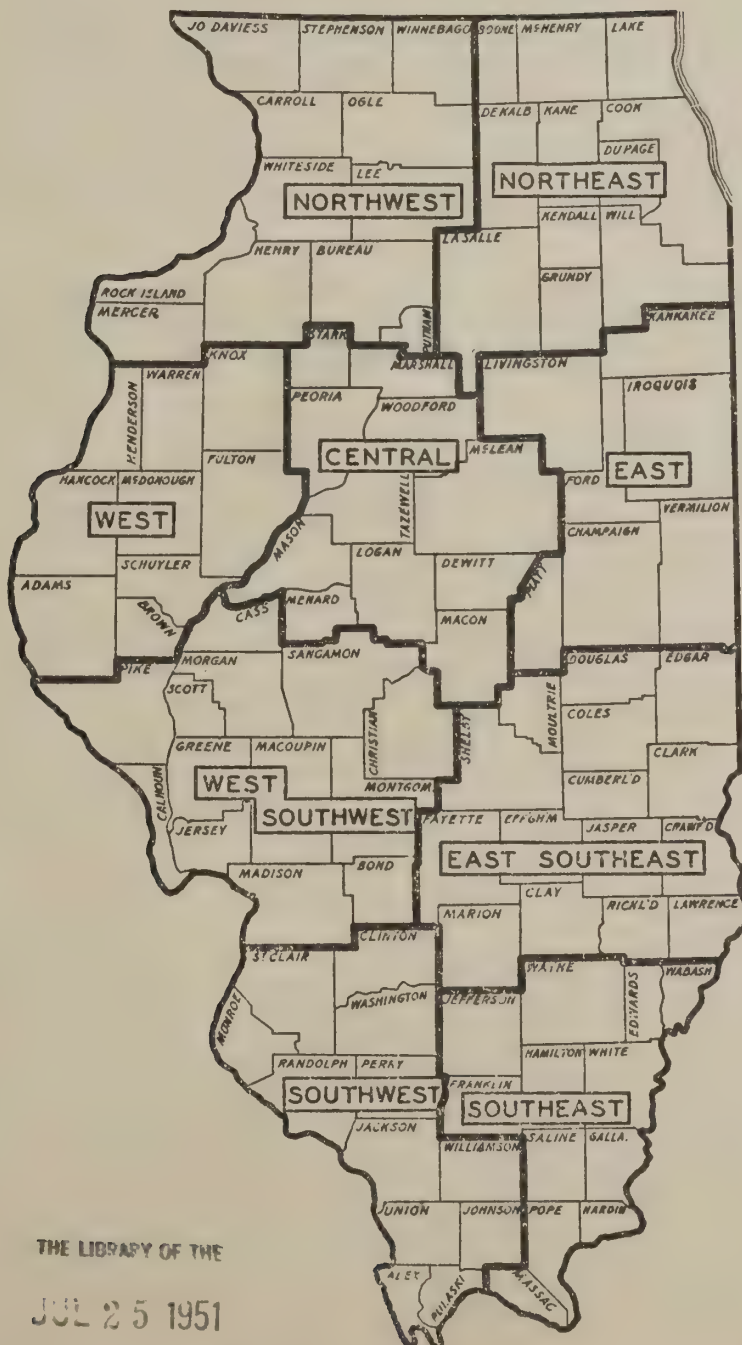 JO DAVIESS STEPHENSON WINNEBAGO BOONE McHENRY LAKE
CARROLL OGLE DEKALB KANE COOK
DUPAGE
WHITESIDE LEE
NORTHWEST NORTHEAST
KENDALL WILL
HENRY BUREAU LASALLE
GRUNDY
ROCK ISLAND
MERCER
STARK PUTNAM KANKAKEE
KNOX MARSHALL LIVINGSTON
WARREN
HENDERSON
PEORIA IROQUOIS
WOODFORD
FULTON CENTRAL McLEAN EAST
HANCOCK McDONOUGH TAZEWELL FORD
WEST VERMILION
MASON CHAMPAIGN
SCHUYLER LOGAN DEWITT
ADAMS PIATT
BROWN CASS MENARD MACON
PIKE MORGAN SANGAMON DOUGLAS EDGAR
SCOTT MOULTRIE
CHRISTIAN SHELBY COLES
GREENE MACOUPIN CLARK
CALHOUN WEST MONTGOM. CUMBERL'D
SOUTHWEST FAYETTE EFFGHM. JASPER CRAWF'D
JERSEY EAST SOUTHEAST
MADISON BOND CLAY
RICKL'D LAWRENCE
MARION
CLINTON
ST CLAIR WAYNE WABASH
EDWARDS
MONROE WASHINGTON JEFFERSON
HAMILTON WHITE
RANDOLPH PERRY
SOUTHWEST FRANKLIN SOUTHEAST
JACKSON
WILLIAMSON SALINE GALLA.
UNION JOHNSON POPE HARDIN
ALEX. PULASKI MASSAC
THE LIBRARY OF THE
JUL 25 1951